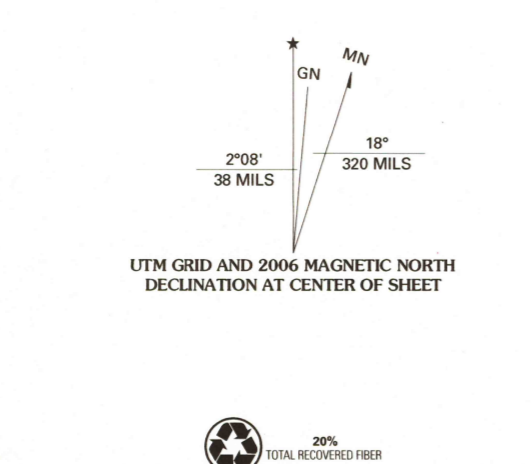 MN
GN
18°
320 MILS
2°08'
38 MILS
UTM GRID AND 2006 MAGNETIC NORTH
DECLINATION AT CENTER OF SHEET
20%
TOTAL RECOVERED FIBER